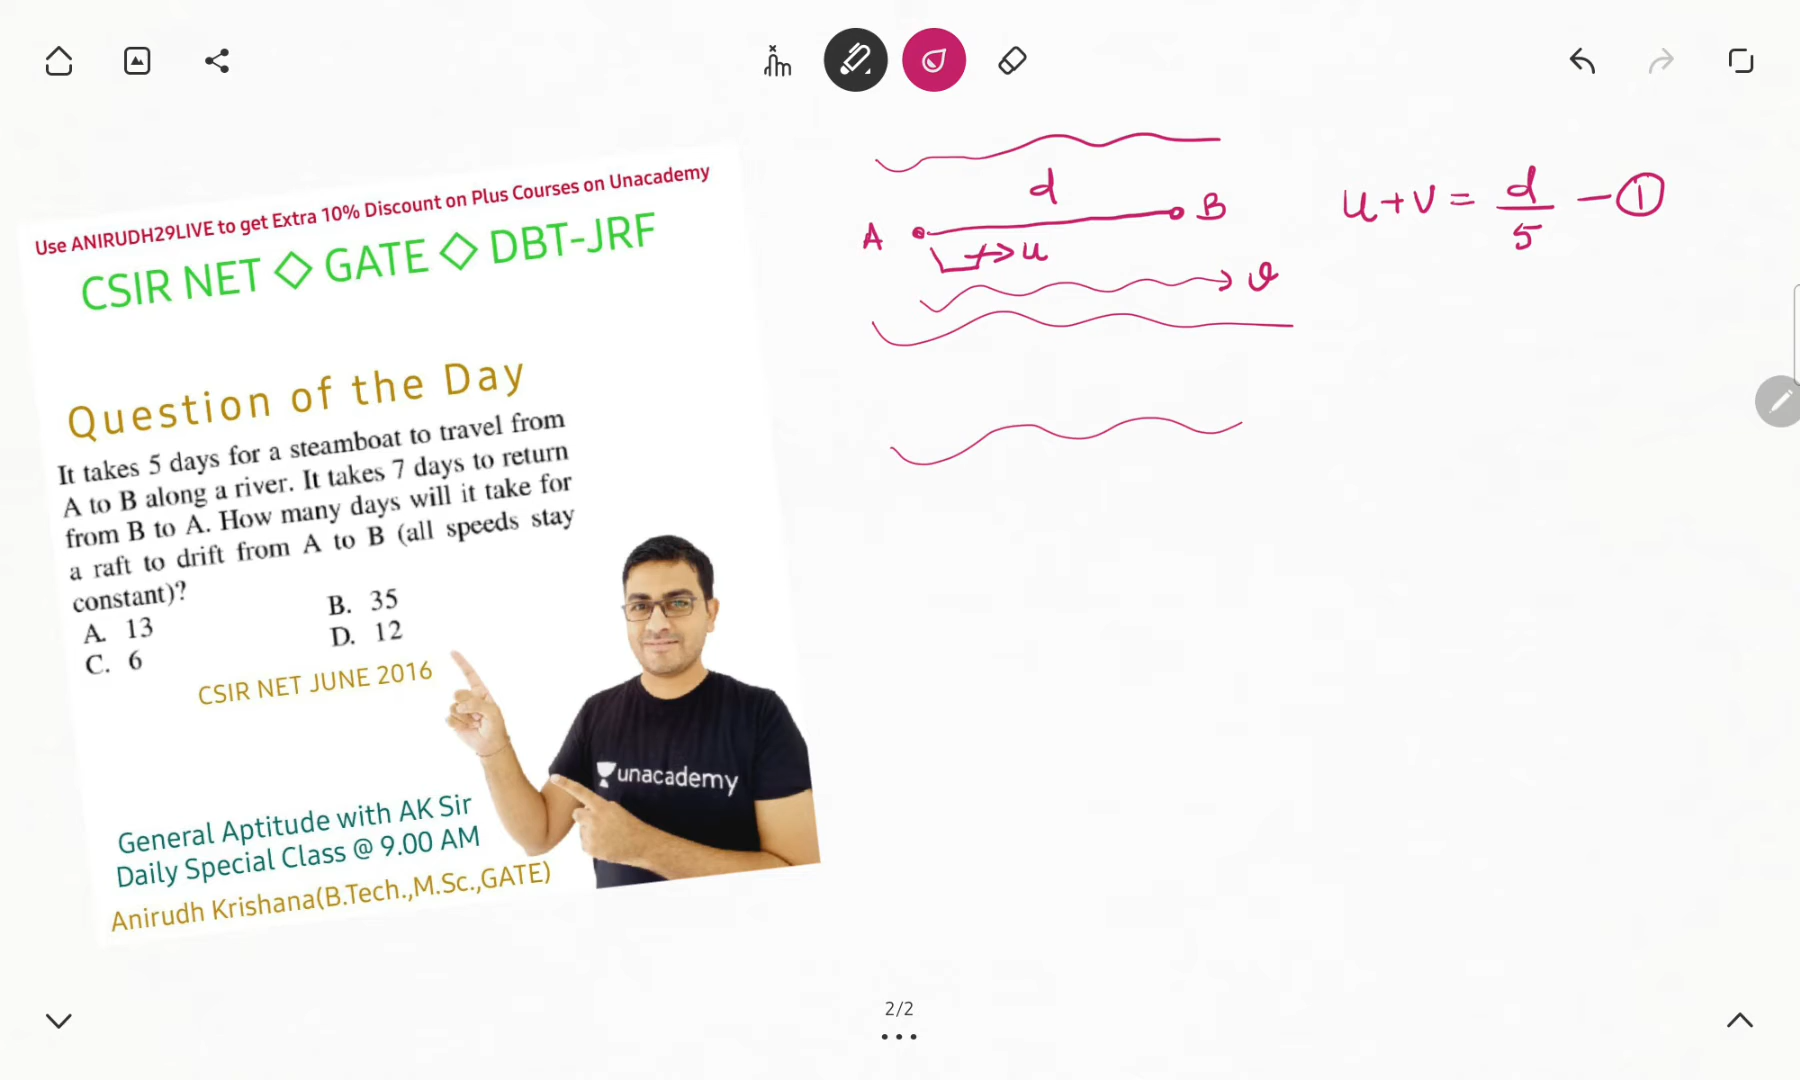 Use ANIRUDH29LIVE to get Extra 10% Discount on Plus Courses on Unacademy
CSIR NET ◇ GATE ◇ DBT-JRF
Question of the Day
It takes 5 days for a steamboat to travel from
A to B along a river. It takes 7 days to return
from B to A. How many days will it take for
a raft to drift from A to B (all speeds stay
constant)?
A. 13
B. 35
C. 6
D. 12
CSIR NET JUNE 2016
unacademy
General Aptitude with AK Sir
Daily Special Class @ 9.00 AM
Anirudh Krishana(B.Tech.,M.Sc.,GATE)
d
A B
u
v
u+v = d/5 - ①
2/2